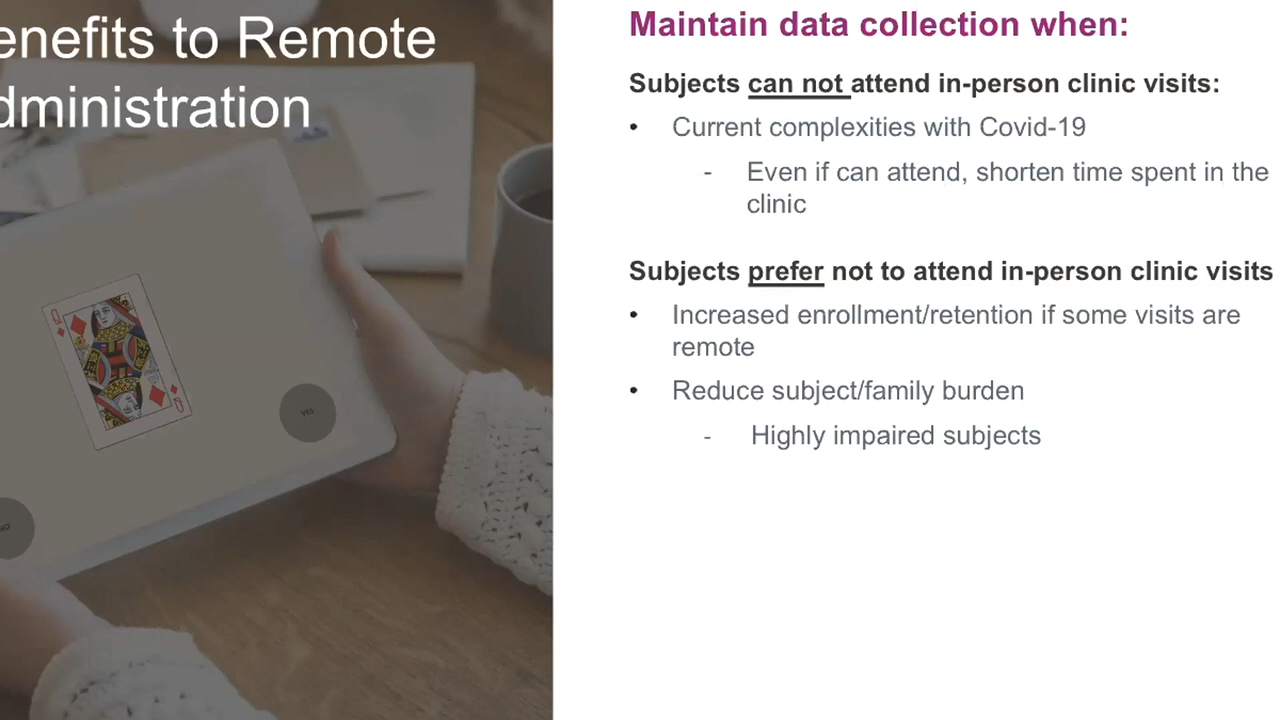 enefits to Remote
dministration
Maintain data collection when:
Subjects can not attend in-person clinic visits:
• Current complexities with Covid-19
- Even if can attend, shorten time spent in the
clinic
Subjects prefer not to attend in-person clinic visits
• Increased enrollment/retention if some visits are
remote
• Reduce subject/family burden
- Highly impaired subjects
Q
Q
YES
NO